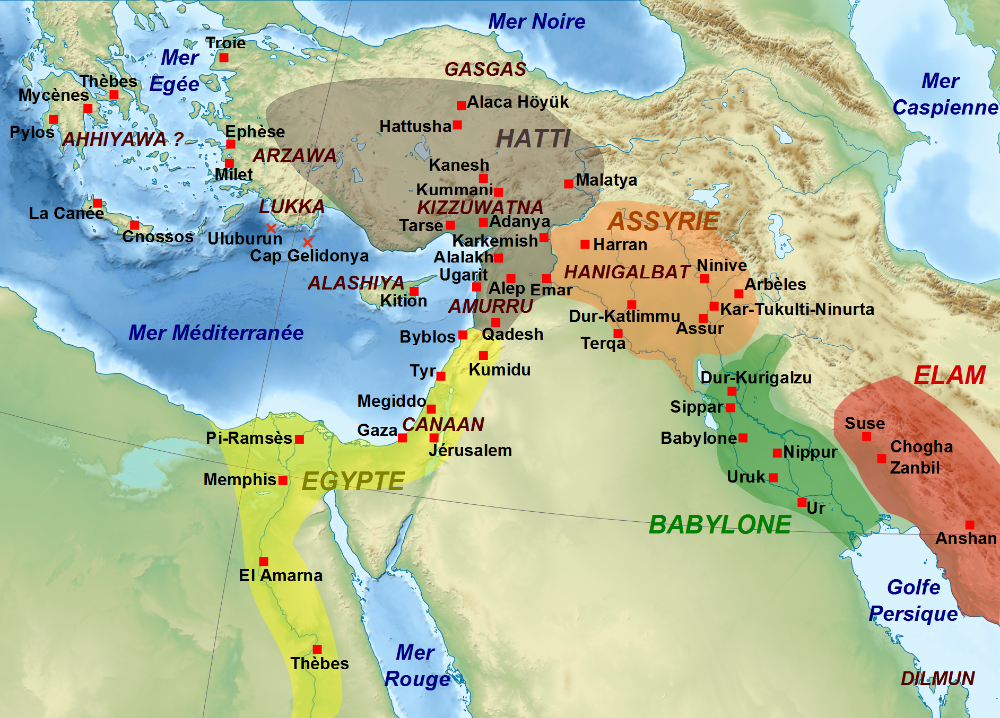 Mer Noire
Troie
Mer
Egée
GASGAS
Mer
Caspienne
Thèbes
Mycènes
Alaca Höyük
Pylos
AHHIYAWA ?
Ephèse
Hattusha
HATTI
ARZAWA
Milet
Kanesh
Malatya
Kummani
LUKKA
KIZZUWATNA
La Canée
Cnossos
Uluburun
Cap Gelidonya
Tarse
Adanya
ASSYRIE
Karkemish
Harran
Alalakh
Ugarit
HANIGALBAT
Ninive
ALASHIYA
Kition
Alep
Emar
Arbèles
AMURRU
Dur-Katlimmu
Kar-Tukulti-Ninurta
Assur
Mer Méditerranée
Byblos
Qadesh
Terqa
Tyr
Kumidu
Dur-Kurigalzu
ELAM
Megiddo
Sippar
Gaza
CANAAN
Suse
Pi-Ramsès
Jérusalem
Babylone
Nippur
Chogha
Zanbil
Memphis
EGYPTE
Uruk
Ur
BABYLONE
Anshan
El Amarna
Golfe
Persique
Thèbes
Mer
Rouge
DILMUN